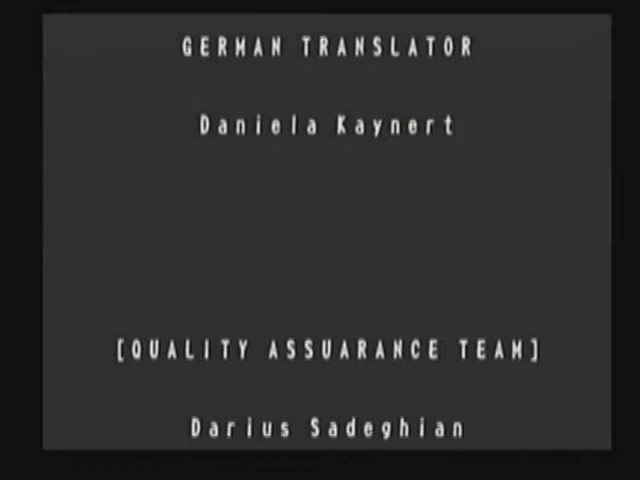 GERMAN TRANSLATOR
Daniela Kaynert
[QUALITY ASSUARANCE TEAM]
Darius Sadeghian